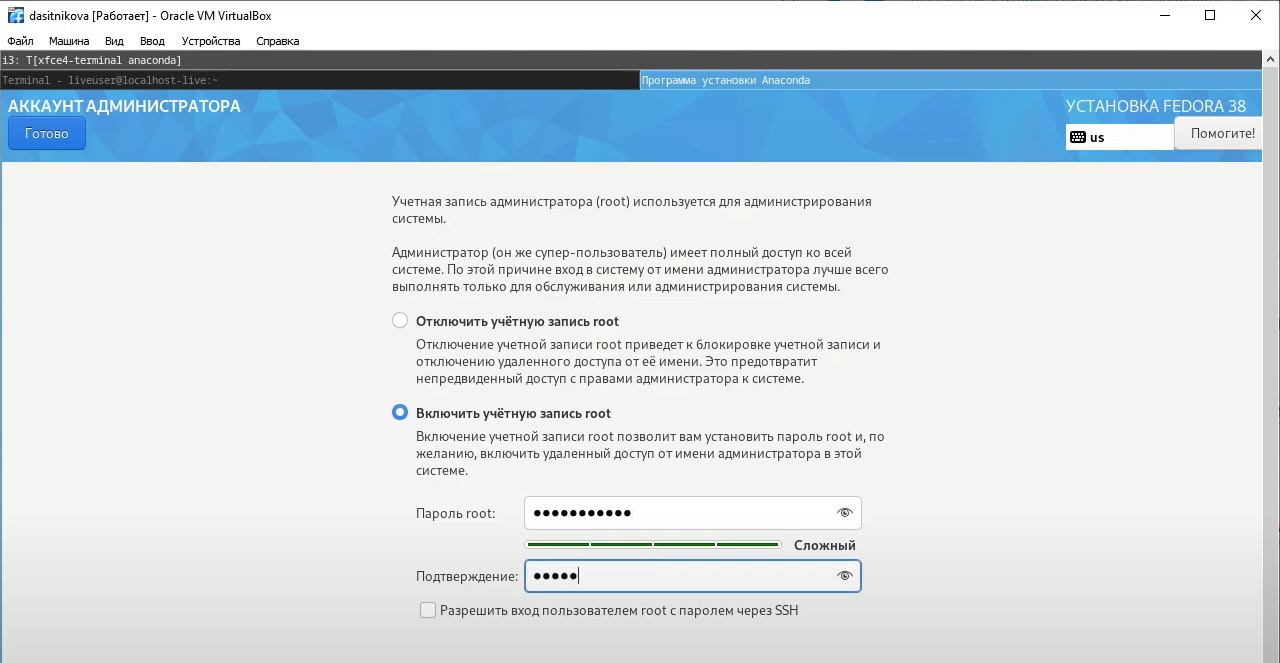 dasitnikova [Работает] - Oracle VM VirtualBox
Файл Машина Вид Ввод Устройства Справка
i3: T[xfce4-terminal anaconda]
Terminal - liveuser@localhost-live:~
Программа установки Anaconda
АККАУНТ АДМИНИСТРАТОРА
УСТАНОВКА FEDORA 38
Готово
us
Помогите!
Учетная запись администратора (root) используется для администрирования
системы.
Администратор (он же супер-пользователь) имеет полный доступ ко всей
системе. По этой причине вход в систему от имени администратора лучше всего
выполнять только для обслуживания или администрирования системы.
Отключить учётную запись root
Отключение учетной записи root приведет к блокировке учетной записи и
отключению удаленного доступа от её имени. Это предотвратит
непредвиденный доступ с правами администратора к системе.
Включить учётную запись root
Включение учетной записи root позволит вам установить пароль root и, по
желанию, включить удаленный доступ от имени администратора в этой
системе.
Пароль root: ●●●●●●●●●●●
Сложный
Подтверждение: ●●●●●
Разрешить вход пользователем root с паролем через SSH